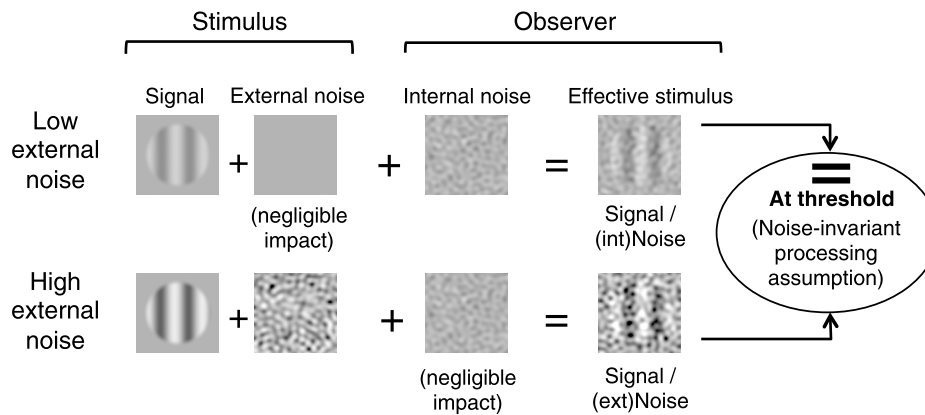 Stimulus
Observer
Signal
External noise
Internal noise
Effective stimulus
Low
external
noise
+
+
=
(negligible
impact)
Signal /
(int)Noise
=
At threshold
(Noise-invariant
processing
assumption)
High
external
noise
+
+
=
(negligible
impact)
Signal /
(ext)Noise